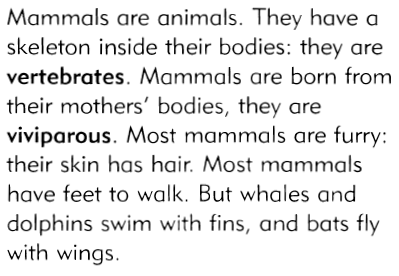 Mammals are animals. They have a
skeleton inside their bodies: they are
vertebrates. Mammals are born from
their mothers' bodies, they are
viviparous. Most mammals are furry:
their skin has hair. Most mammals
have feet to walk. But whales and
dolphins swim with fins, and bats fly
with wings.